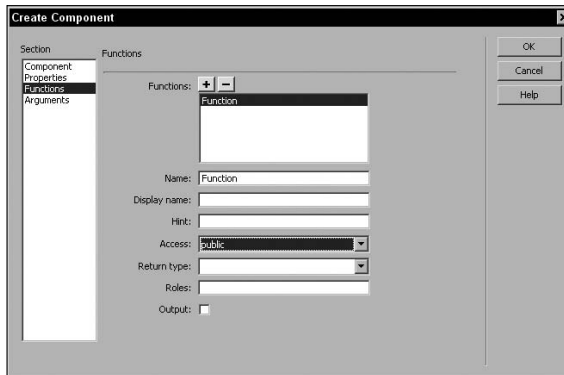 Create Component
Section
Component
Properties
Functions
Arguments
Functions
Functions:
Function
Name: Function
Display name:
Hint:
Access: public
Return type:
Roles:
Output:
OK
Cancel
Help